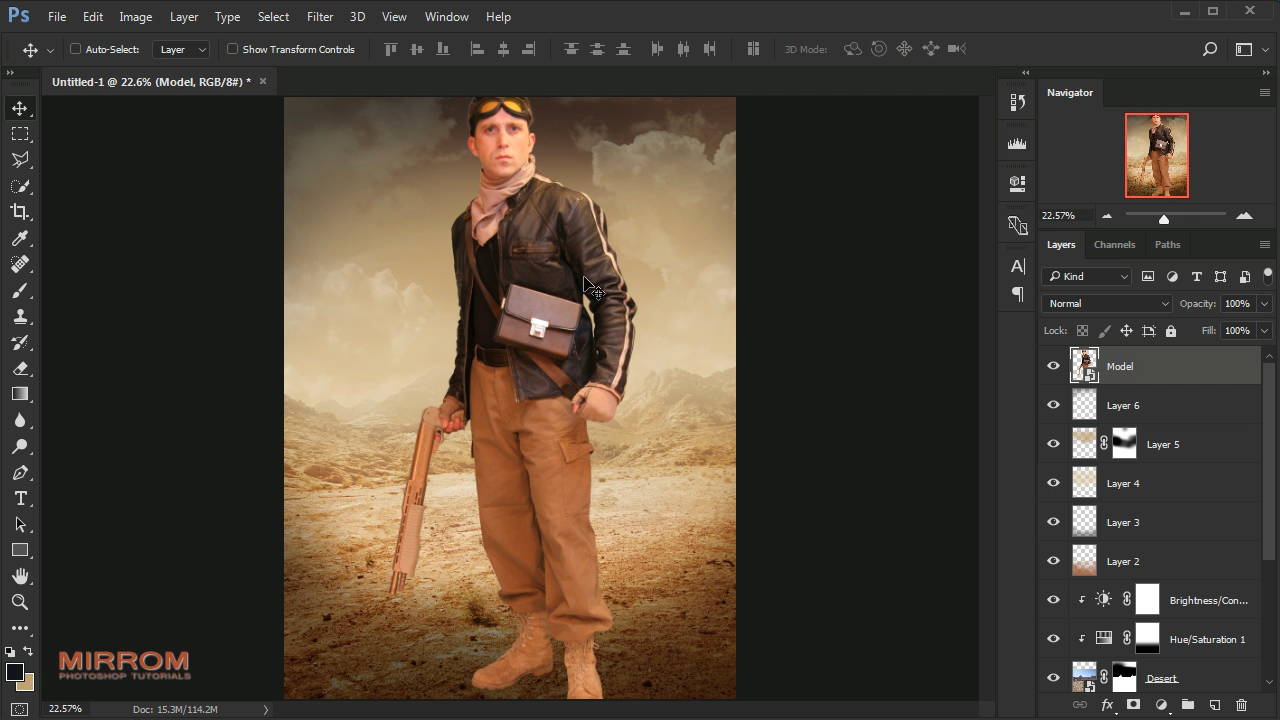 Ps File Edit Image Layer Type Select Filter 3D View Window Help
Auto-Select: Layer Show Transform Controls 3D Mode:
Untitled-1 @ 22.6% (Model, RGB/8#) * ×
Navigator
22.57%
Layers Channels Paths
Kind
Normal Opacity: 100%
Lock: Fill: 100%
Model
Layer 6
Layer 5
Layer 4
Layer 3
Layer 2
Brightness/Con...
Hue/Saturation 1
Desert
MIRROM
PHOTOSHOP TUTORIALS
22.57% Doc: 15.3M/114.2M